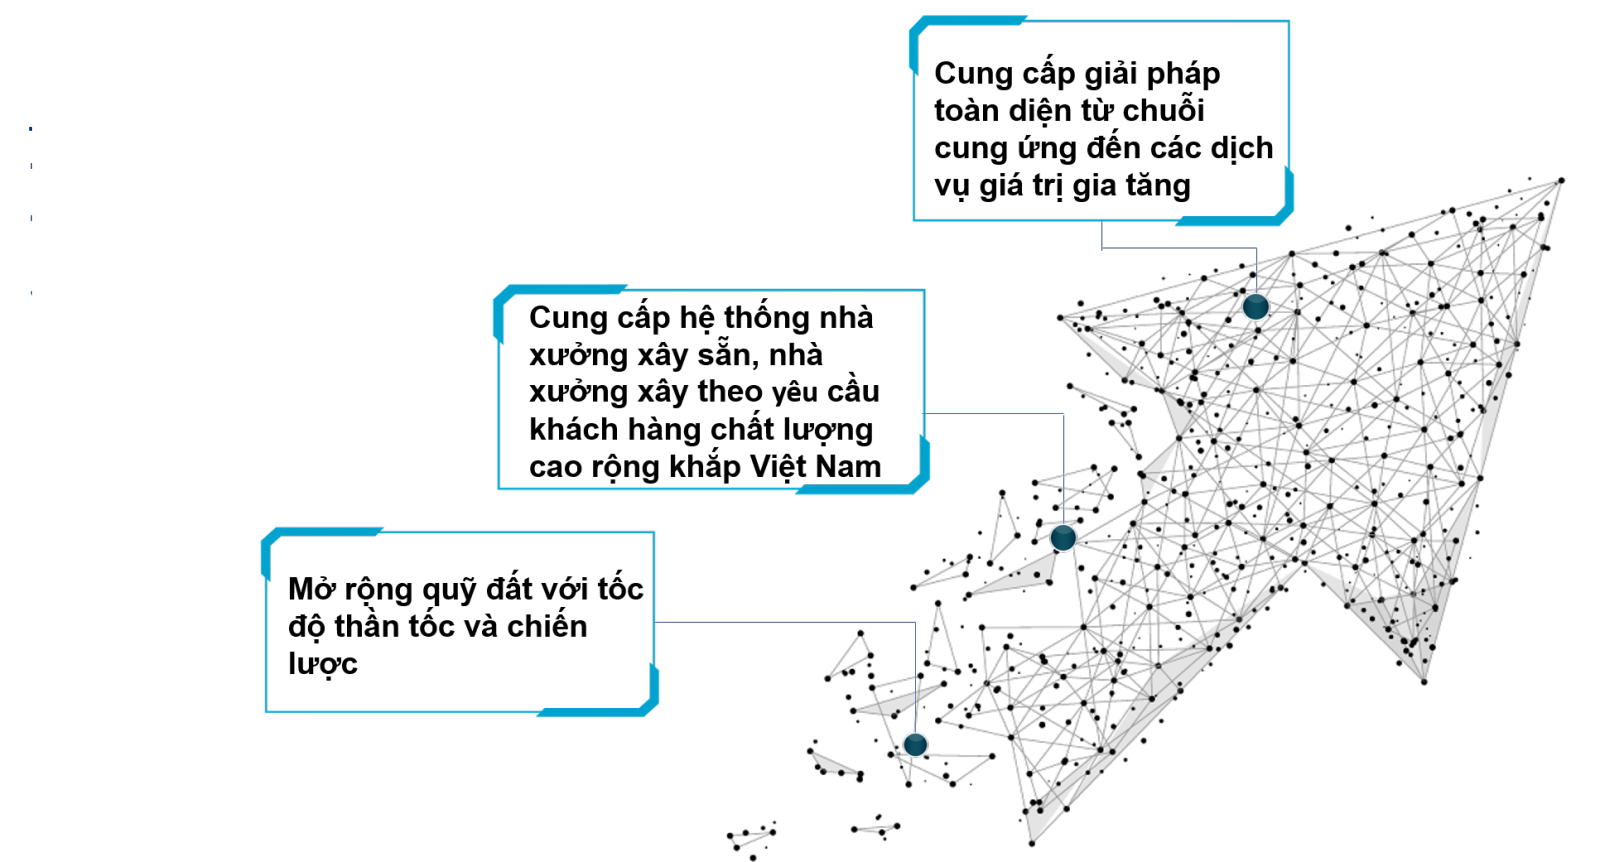 Cung cấp giải pháp
toàn diện từ chuỗi
cung ứng đến các dịch
vụ giá trị gia tăng
Cung cấp hệ thống nhà
xưởng xây sẵn, nhà
xưởng xây theo yêu cầu
khách hàng chất lượng
cao rộng khắp Việt Nam
Mở rộng quỹ đất với tốc
độ thần tốc và chiến
lược